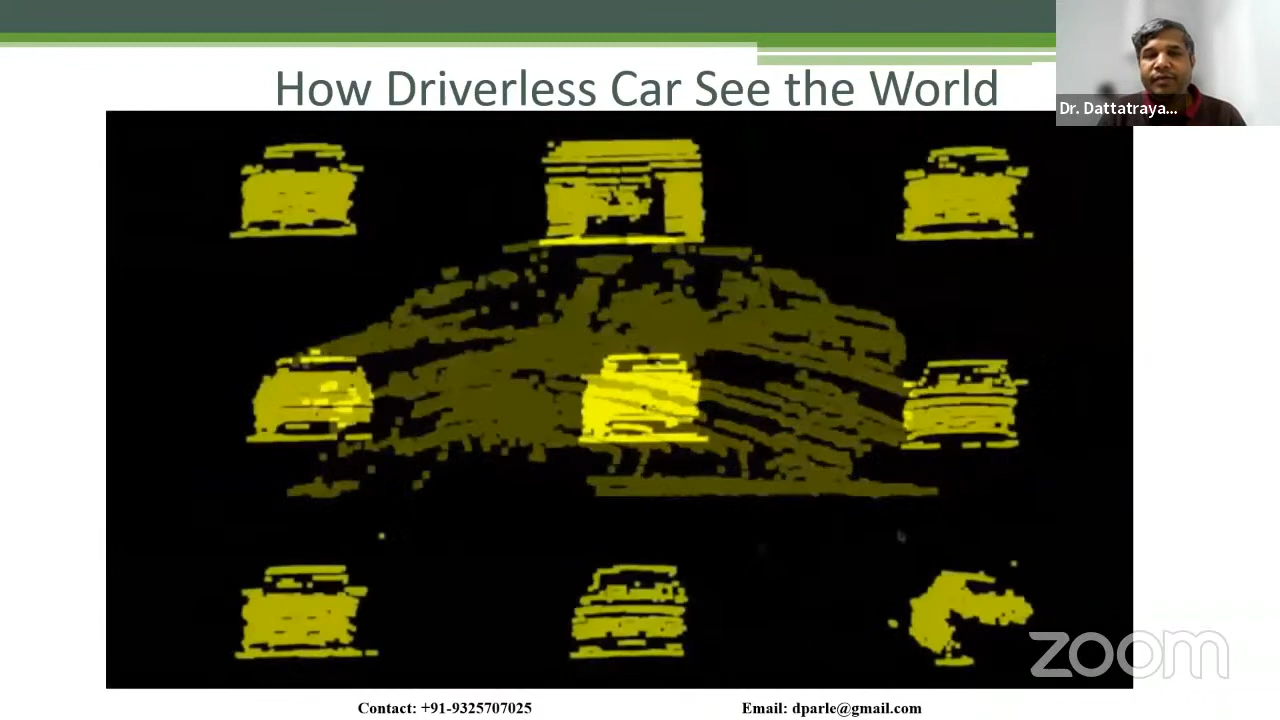 How Driverless Car See the World
Dr. Dattatraya...
zoom
Contact: +91-9325707025
Email: dparle@gmail.com